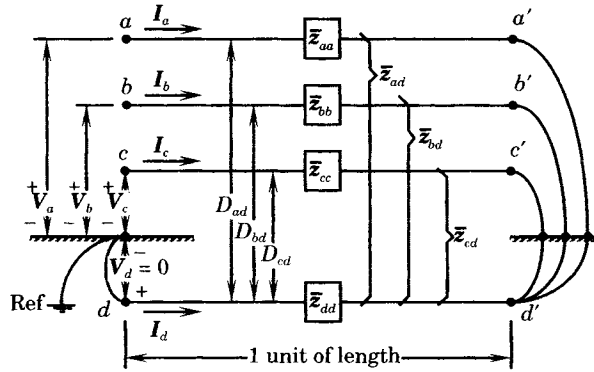 a I_a z̄_aa a′
z̄_ad
b I_b z̄_bb b′
z̄_bd
c I_c z̄_cc c′
+ V_a − + V_b − + V_c −
D_ad D_bd D_cd z̄_cd
− V_d = 0 +
Ref
d I_d z̄_dd d′
1 unit of length